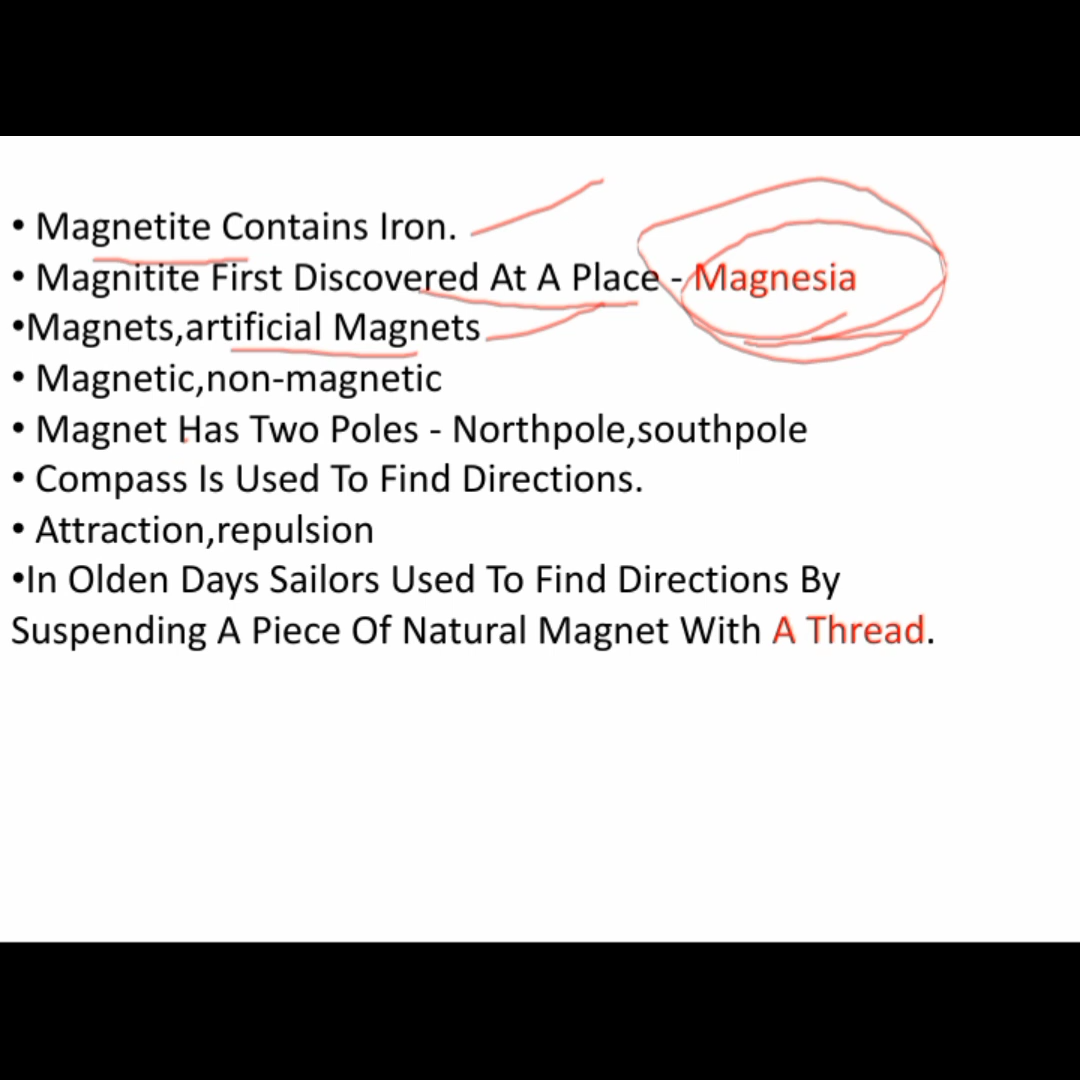 • Magnetite Contains Iron.
• Magnitite First Discovered At A Place - Magnesia
•Magnets,artificial Magnets
• Magnetic,non-magnetic
• Magnet Has Two Poles - Northpole,southpole
• Compass Is Used To Find Directions.
• Attraction,repulsion
•In Olden Days Sailors Used To Find Directions By
Suspending A Piece Of Natural Magnet With A Thread.